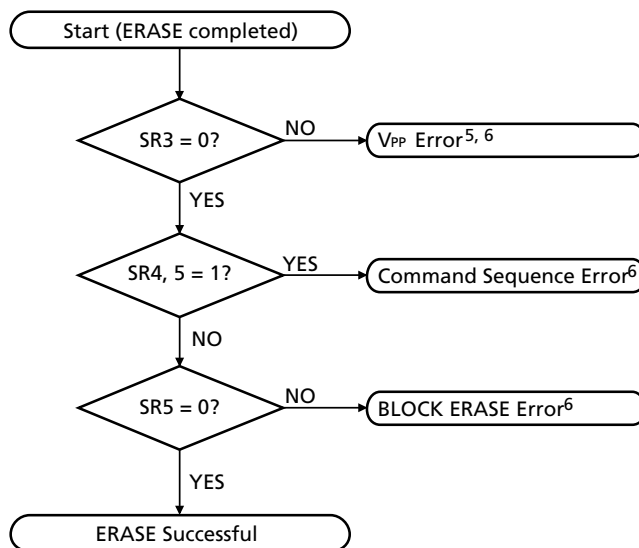 Start (ERASE completed)
SR3 = 0?
NO
VPP Error5, 6
YES
SR4, 5 = 1?
YES
Command Sequence Error6
NO
SR5 = 0?
NO
BLOCK ERASE Error6
YES
ERASE Successful